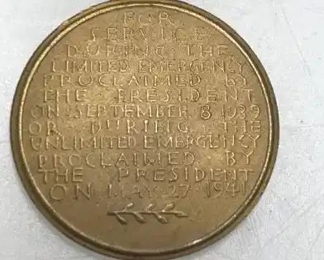 FOR
SERVICE
DURING THE
LIMITED EMERGENCY
PROCLAIMED BY
THE PRESIDENT
ON SEPTEMBER 8 1939
OR DURING THE
UNLIMITED EMERGENCY
PROCLAIMED BY
THE PRESIDENT
ON MAY 27 1941